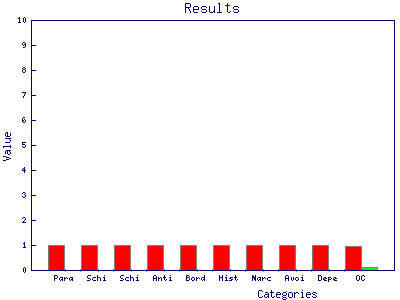 Results
10
9
8
7
6
5
4
3
2
1
0
Value
Para Schi Schi Anti Bord Hist Narc Avoi Depe OC
Categories